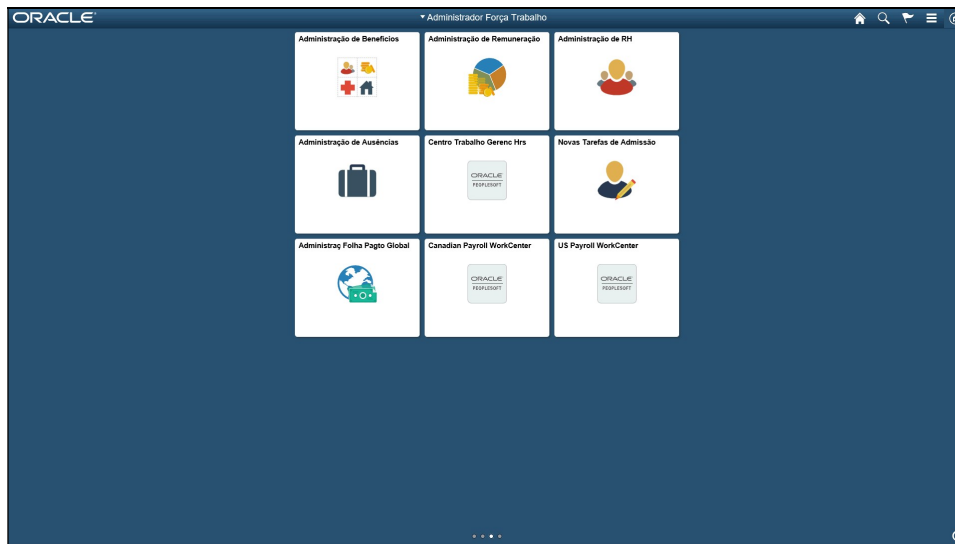 ORACLE
Administrador Força Trabalho
Administração de Benefícios
Administração de Remuneração
Administração de RH
Administração de Ausências
Centro Trabalho Gerenc Hrs
ORACLE
PEOPLESOFT
Novas Tarefas de Admissão
Administraç Folha Pagto Global
Canadian Payroll WorkCenter
ORACLE
PEOPLESOFT
US Payroll WorkCenter
ORACLE
PEOPLESOFT